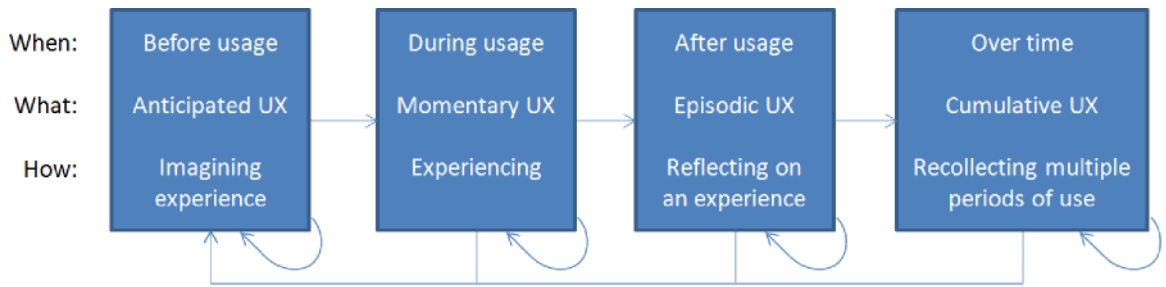 When: Before usage During usage After usage Over time
What: Anticipated UX Momentary UX Episodic UX Cumulative UX
How: Imagining Experiencing Reflecting on Recollecting multiple
experience an experience periods of use